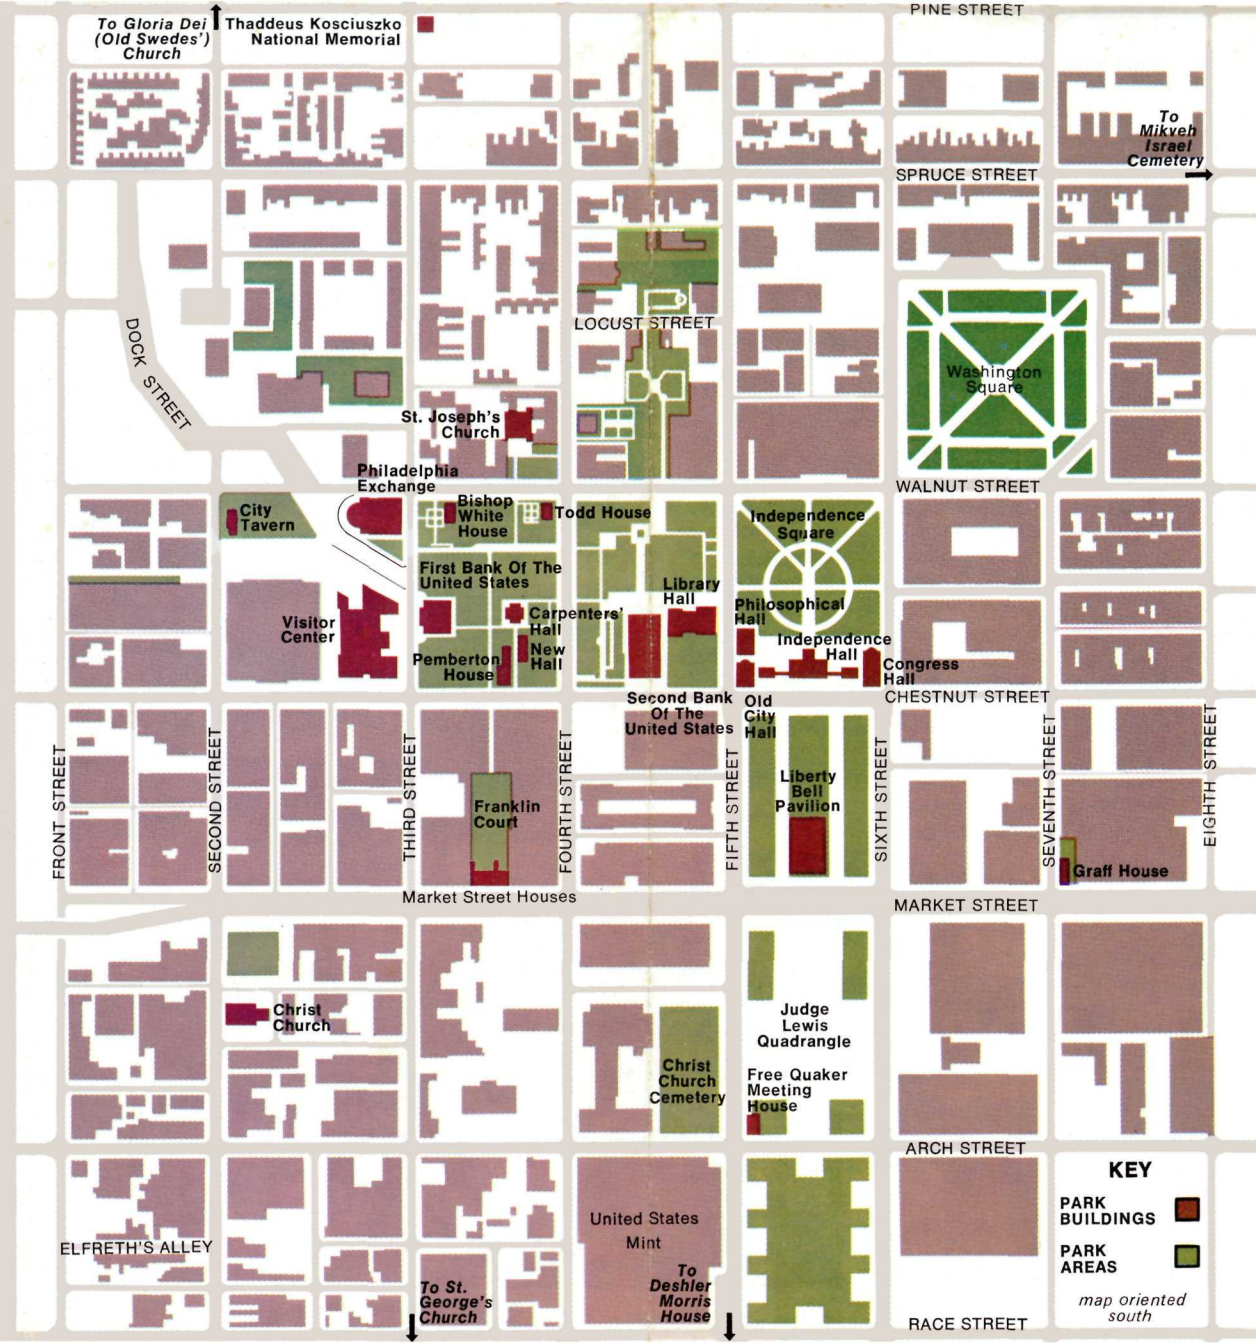 PINE STREET
To Gloria Dei
(Old Swedes')
Church
Thaddeus Kosciuszko
National Memorial
To
Mikveh
Israel
Cemetery
SPRUCE STREET
LOCUST STREET
DOCK STREET
Washington
Square
St. Joseph's
Church
Philadelphia
Exchange
WALNUT STREET
City
Tavern
Bishop
White
House
Todd House
Independence
Square
First Bank Of The
United States
Library
Hall
Visitor
Center
Carpenters'
Hall
Philosophical
Hall
New
Hall
Independence
Hall
Pemberton
House
Congress
Hall
Second Bank
Of The
United States
Old
City
Hall
CHESTNUT STREET
FRONT STREET
SECOND STREET
THIRD STREET
FOURTH STREET
FIFTH STREET
SIXTH STREET
SEVENTH STREET
EIGHTH STREET
Franklin
Court
Liberty
Bell
Pavilion
Graff House
Market Street Houses
MARKET STREET
Christ
Church
Judge
Lewis
Quadrangle
Christ
Church
Cemetery
Free Quaker
Meeting
House
ARCH STREET
ELFRETH'S ALLEY
United States
Mint
To St.
George's
Church
To
Deshler
Morris
House
KEY
PARK
BUILDINGS
PARK
AREAS
map oriented
south
RACE STREET